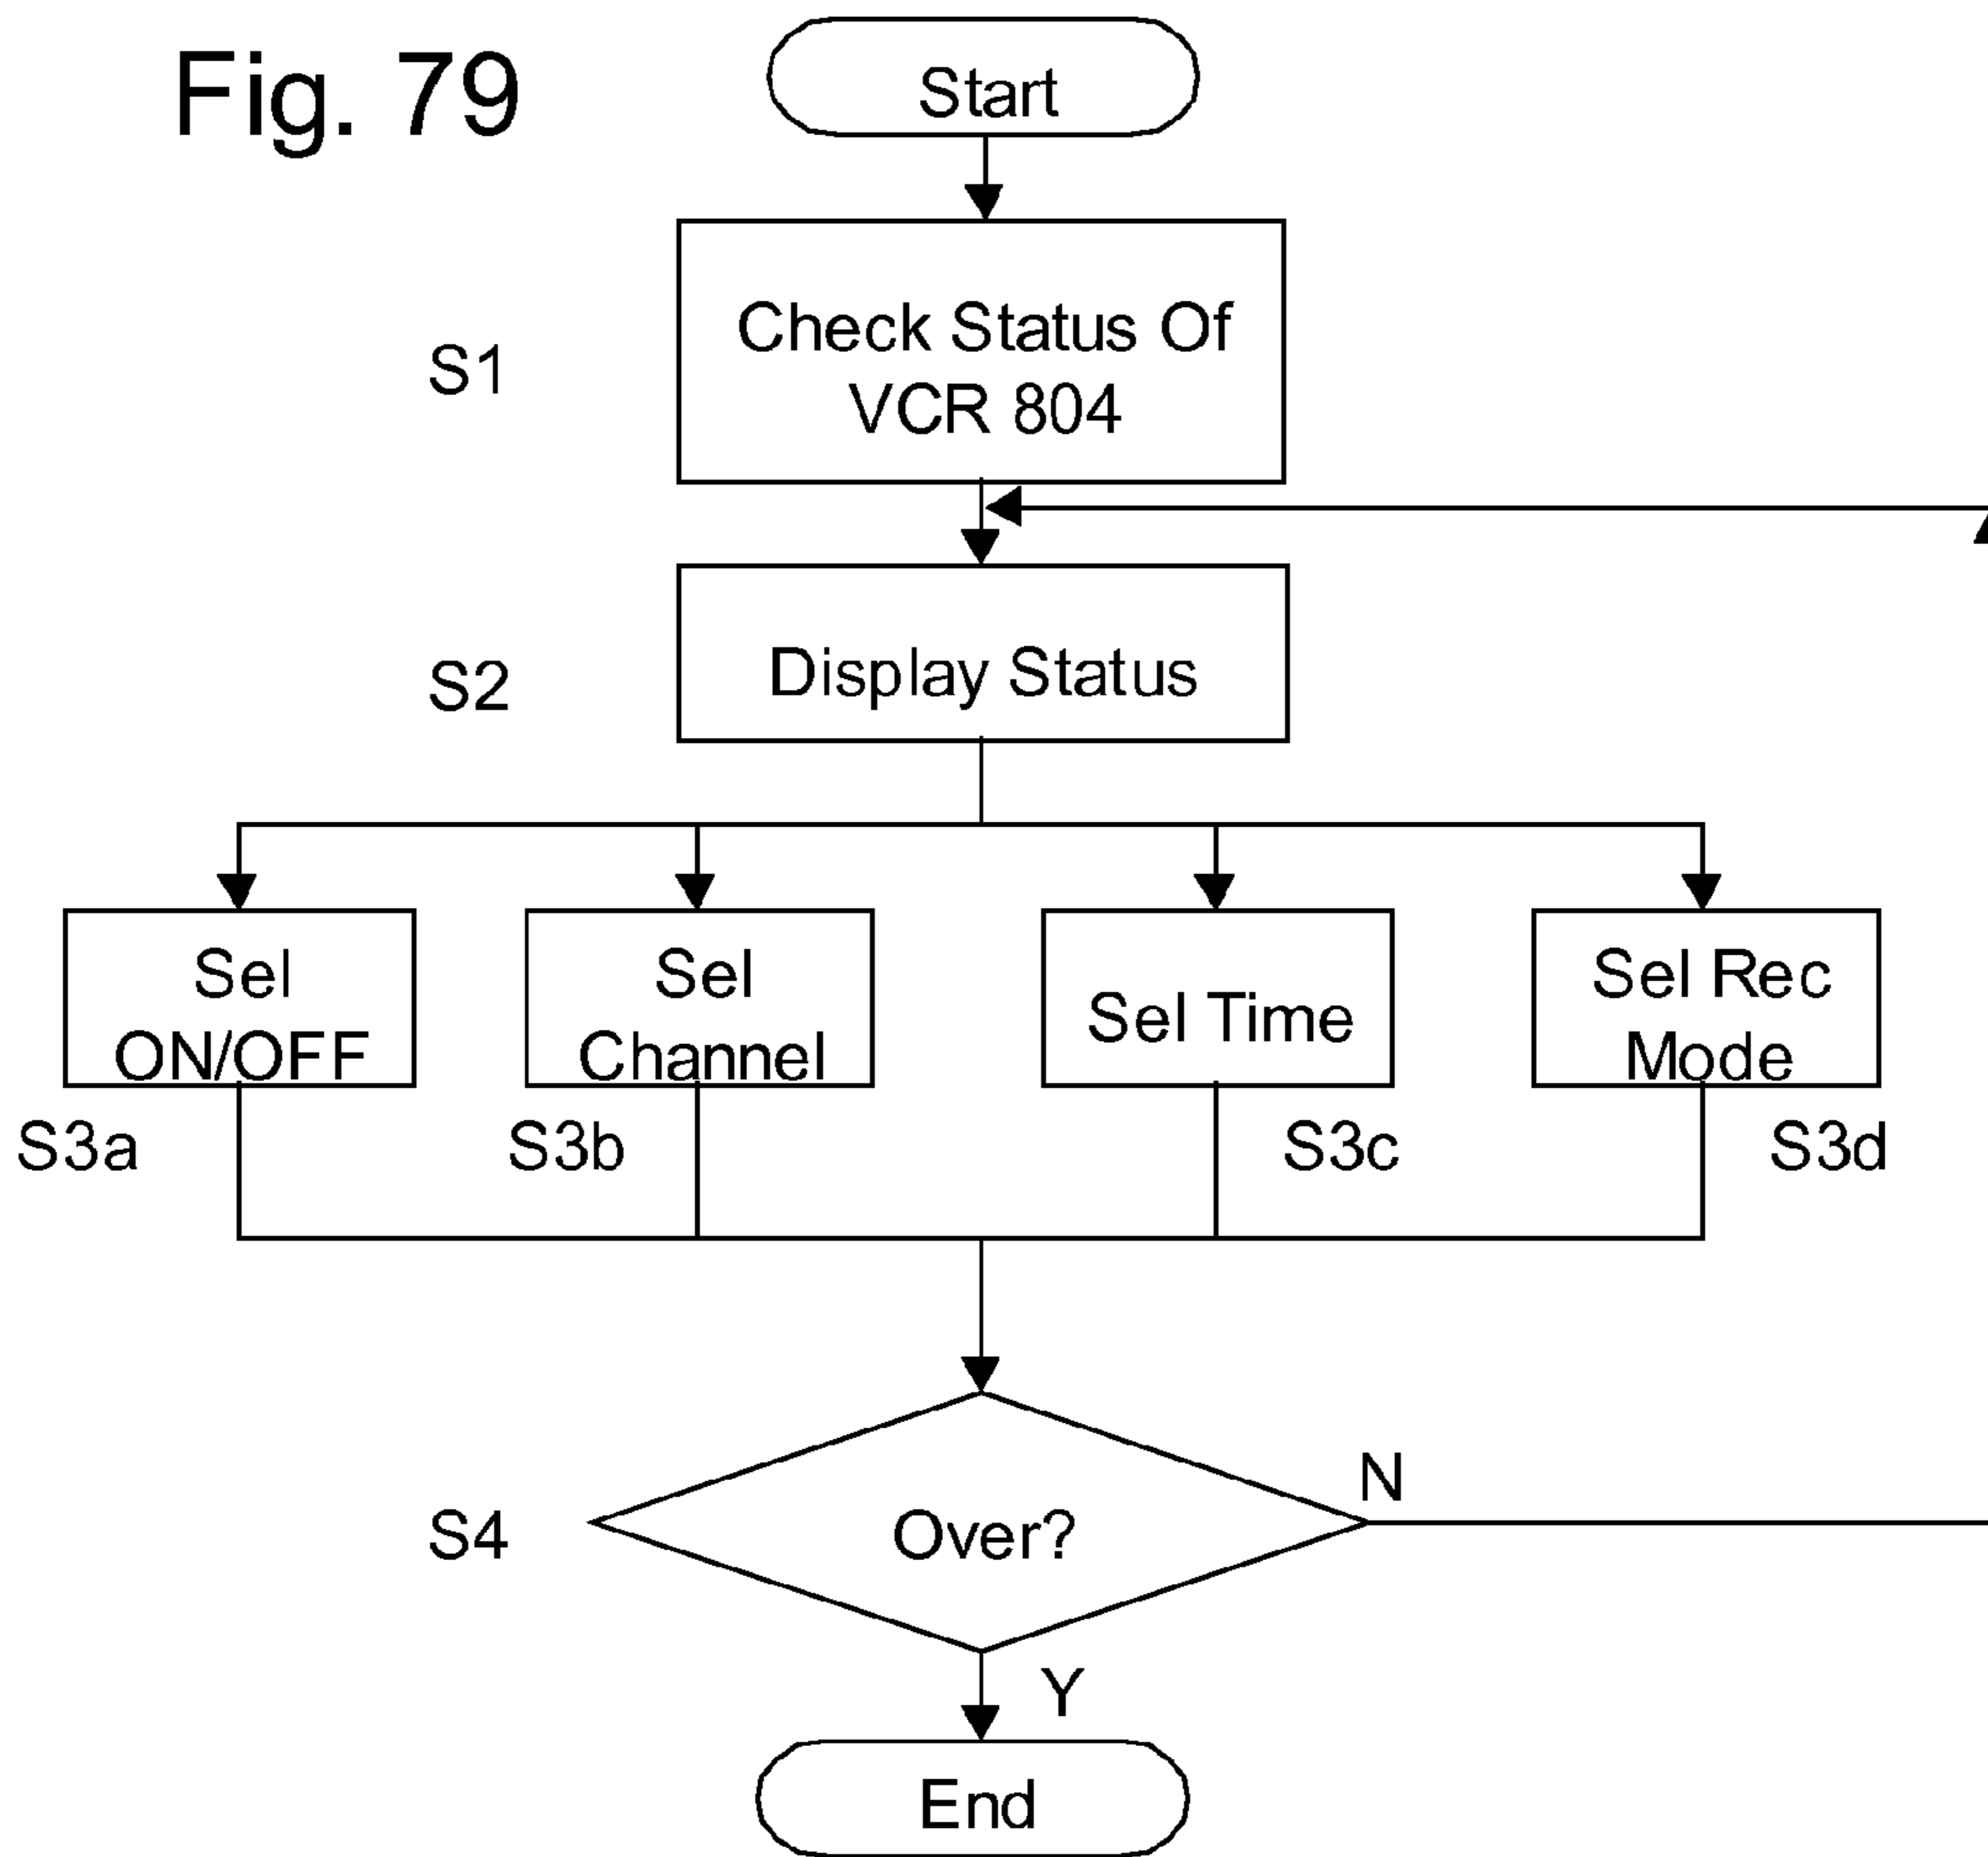 Fig. 79
Start
S1
Check Status Of
VCR 804
S2
Display Status
Sel
ON/OFF
Sel
Channel
Sel Time
Sel Rec
Mode
S3a
S3b
S3c
S3d
S4
Over?
N
Y
End